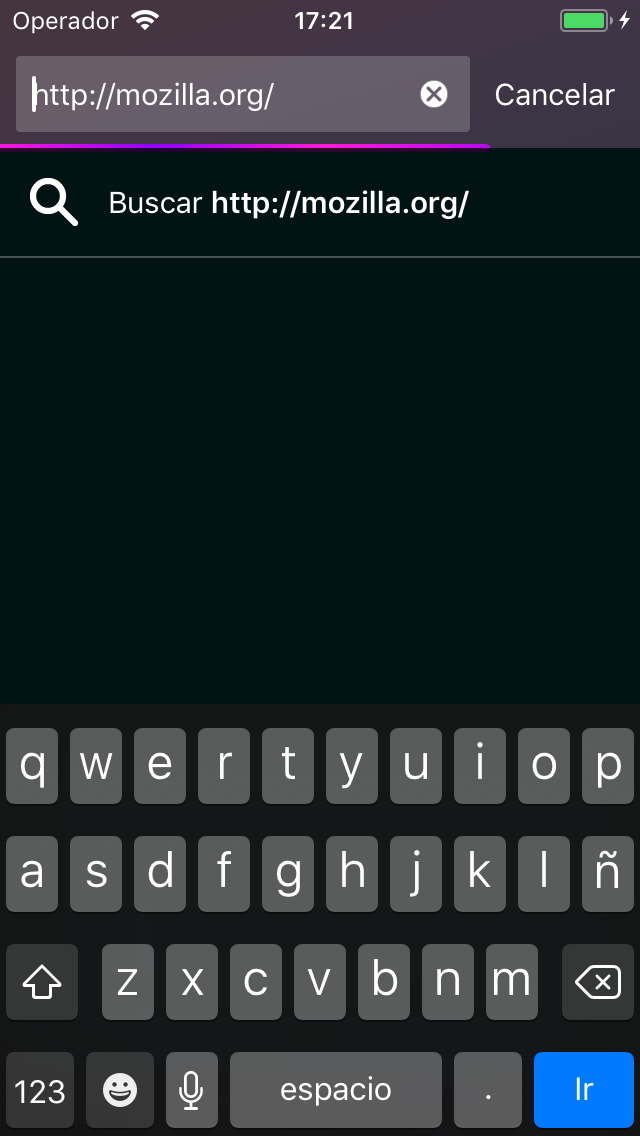 Operador 17:21
http://mozilla.org/ Cancelar
Buscar http://mozilla.org/
q w e r t y u i o p
a s d f g h j k l ñ
z x c v b n m
123 espacio . Ir